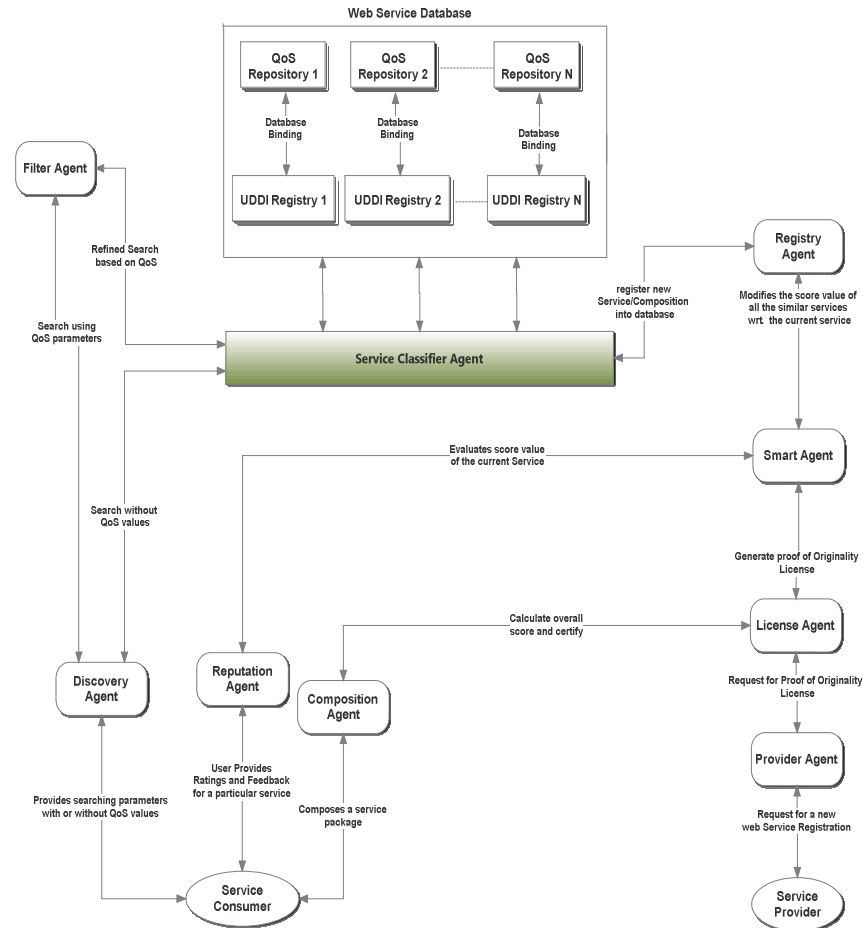 Web Service Database
QoS
Repository 1
QoS
Repository 2
QoS
Repository N
Database
Binding
Database
Binding
Database
Binding
UDDI Registry 1
UDDI Registry 2
UDDI Registry N
Filter Agent
Refined Search
based on QoS
Registry
Agent
register new
Service/Composition
into database
Modifies the score value of
all the similar services
wrt. the current service
Search using
QoS parameters
Service Classifier Agent
Evaluates score value
of the current Service
Smart Agent
Search without
QoS values
Generate proof of Originality
License
Calculate overall
score and certify
License Agent
Discovery
Agent
Reputation
Agent
Composition
Agent
Request for Proof of Originality
License
Provider Agent
User Provides
Ratings and Feedback
for a particular service
Provides searching parameters
with or without QoS values
Composes a service
package
Request for a new
web Service Registration
Service
Consumer
Service
Provider